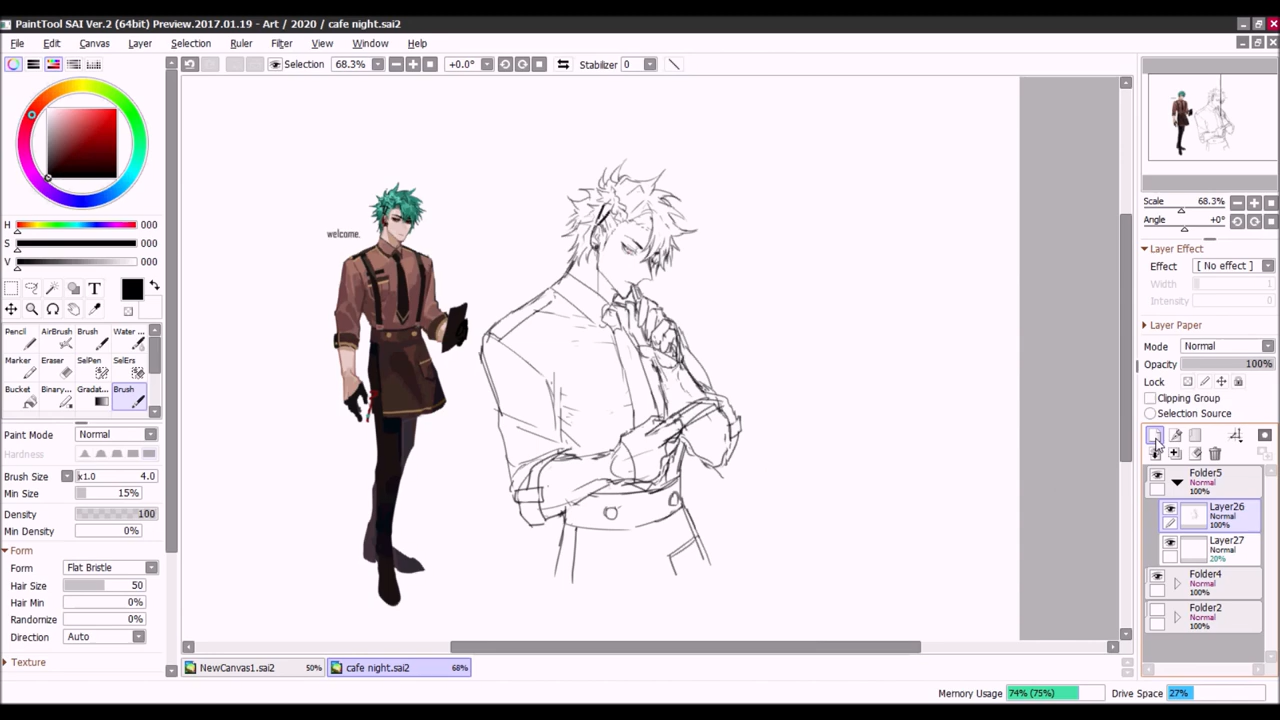 PaintTool SAI Ver.2 (64bit) Preview.2017.01.19 - Art / 2020 / cafe night.sai2
File Edit Canvas Layer Selection Ruler Filter View Window Help
Selection 68.3% +0.0° Stabilizer 0
H 000
S 000
V 000
T
Pencil AirBrush Brush Water ...
Marker Eraser SelPen SelErs
Bucket Binary... Gradat... Brush
Paint Mode Normal
Hardness
Brush Size x1.0 4.0
Min Size 15%
Density 100
Min Density 0%
Form
Form Flat Bristle
Hair Size 50
Hair Min 0%
Randomize 0%
Direction Auto
Texture
welcome.
NewCanvas1.sai2 50% cafe night.sai2 68%
Scale 68.3%
Angle +0°
Layer Effect
Effect [ No effect ]
Width 1
Intensity 0
Layer Paper
Mode Normal
Opacity 100%
Lock
Clipping Group
Selection Source
Folder5
Normal
100%
Layer26
Normal
100%
Layer27
Normal
20%
Folder4
Normal
100%
Folder2
Normal
100%
Memory Usage 74% (75%) Drive Space 27%